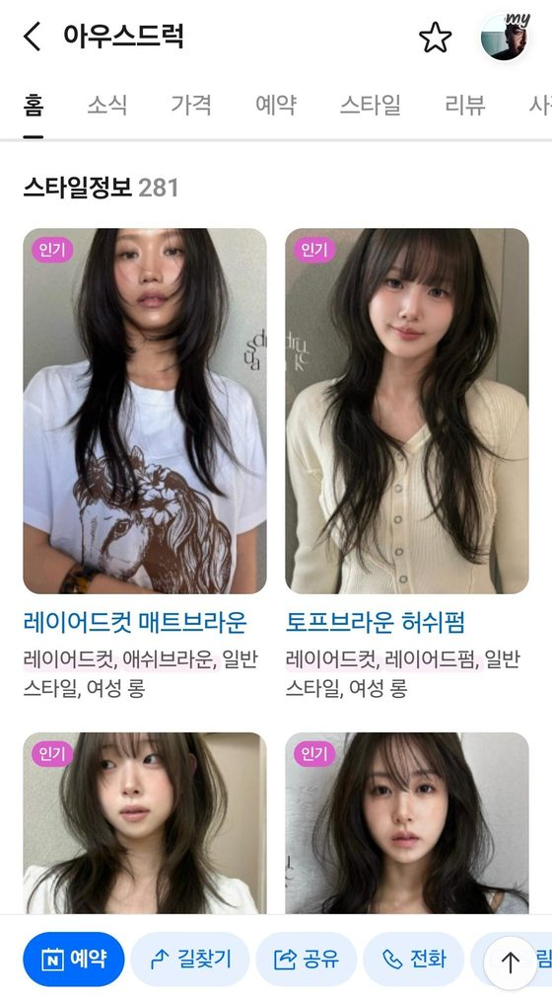 아우스드럭
my
홈 소식 가격 예약 스타일 리뷰
스타일정보 281
인기
인기
레이어드컷 매트브라운
레이어드컷, 애쉬브라운, 일반
스타일, 여성 롱
토프브라운 허쉬펌
레이어드컷, 레이어드펌, 일반
스타일, 여성 롱
인기
인기
N 예약 길찾기 공유 전화